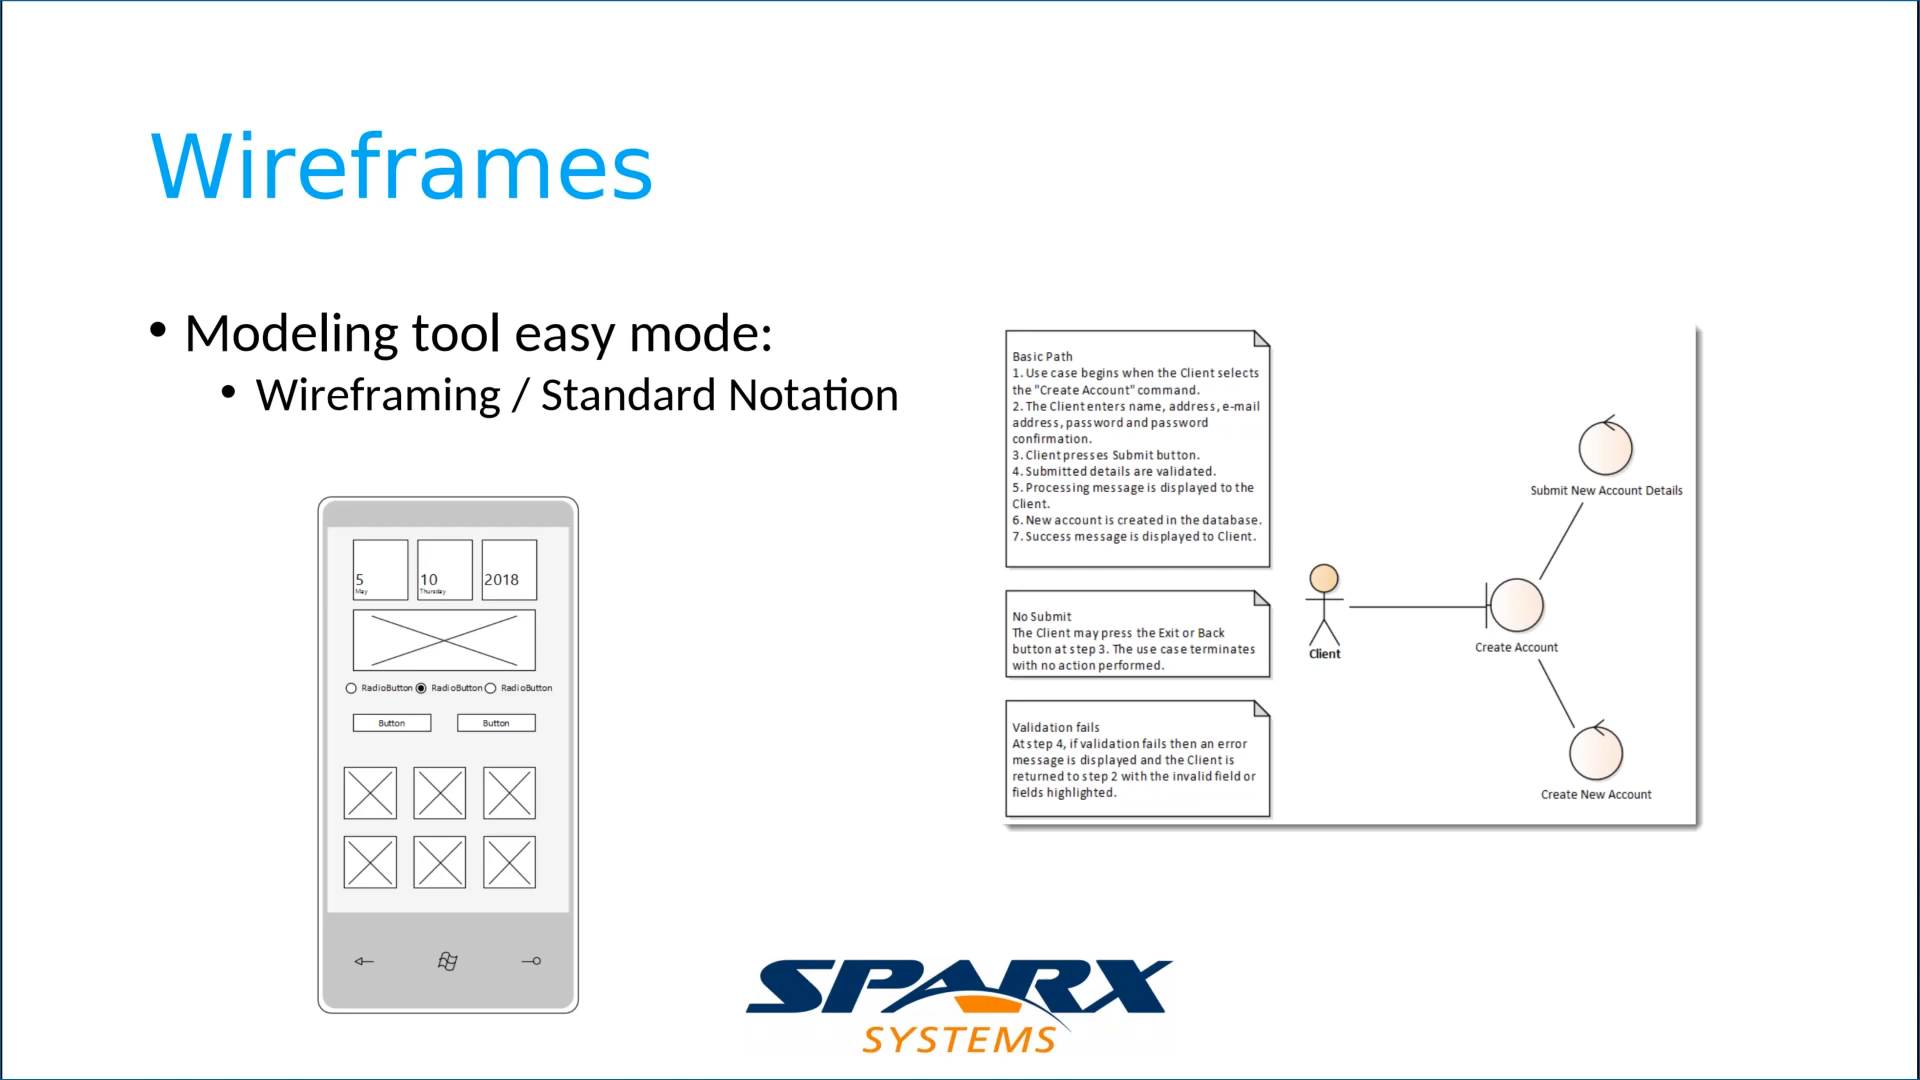 Wireframes
• Modeling tool easy mode:
• Wireframing / Standard Notation
5
May
10
Thursday
2018
RadioButton RadioButton RadioButton
Button Button
Basic Path
1. Use case begins when the Client selects
the "Create Account" command.
2. The Client enters name, address, e-mail
address, password and password
confirmation.
3. Client presses Submit button.
4. Submitted details are validated.
5. Processing message is displayed to the
Client.
6. New account is created in the database.
7. Success message is displayed to Client.
No Submit
The Client may press the Exit or Back
button at step 3. The use case terminates
with no action performed.
Validation fails
At step 4, if validation fails then an error
message is displayed and the Client is
returned to step 2 with the invalid field or
fields highlighted.
Client
Submit New Account Details
Create Account
Create New Account
SPARX
SYSTEMS